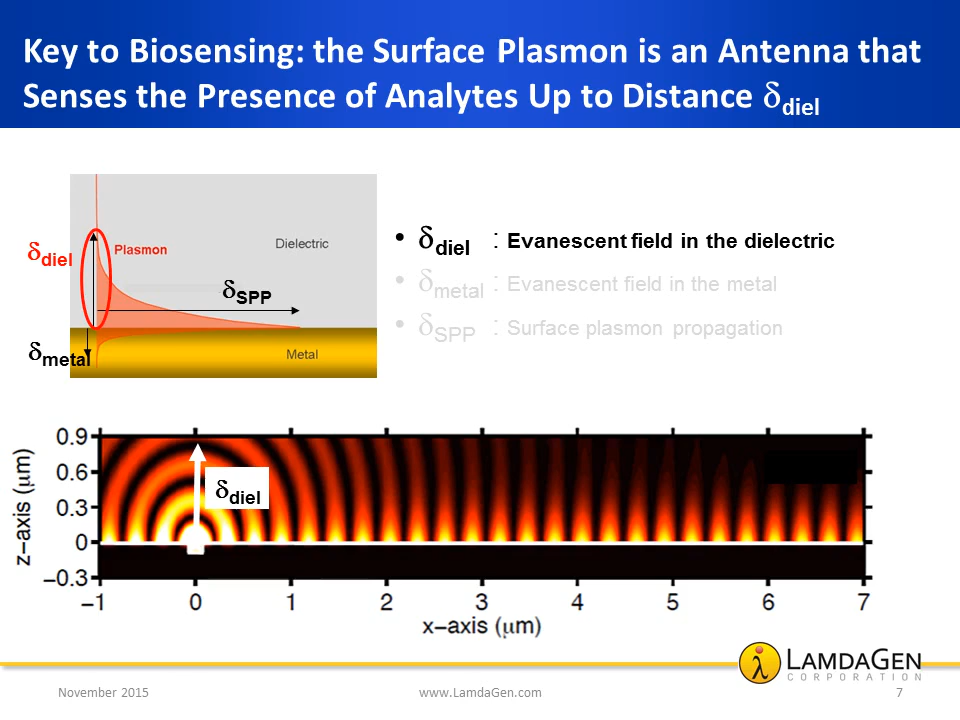 Key to Biosensing: the Surface Plasmon is an Antenna that
Senses the Presence of Analytes Up to Distance δdiel
δdiel
Plasmon
Dielectric
δSPP
δmetal
Metal
• δdiel : Evanescent field in the dielectric
• δmetal : Evanescent field in the metal
• δSPP : Surface plasmon propagation
z−axis (μm)
0.9
0.6
0.3
0
−0.3
δdiel
−1 0 1 2 3 4 5 6 7
x−axis (μm)
λ LAMDAGEN
CORPORATION
November 2015 www.LamdaGen.com 7